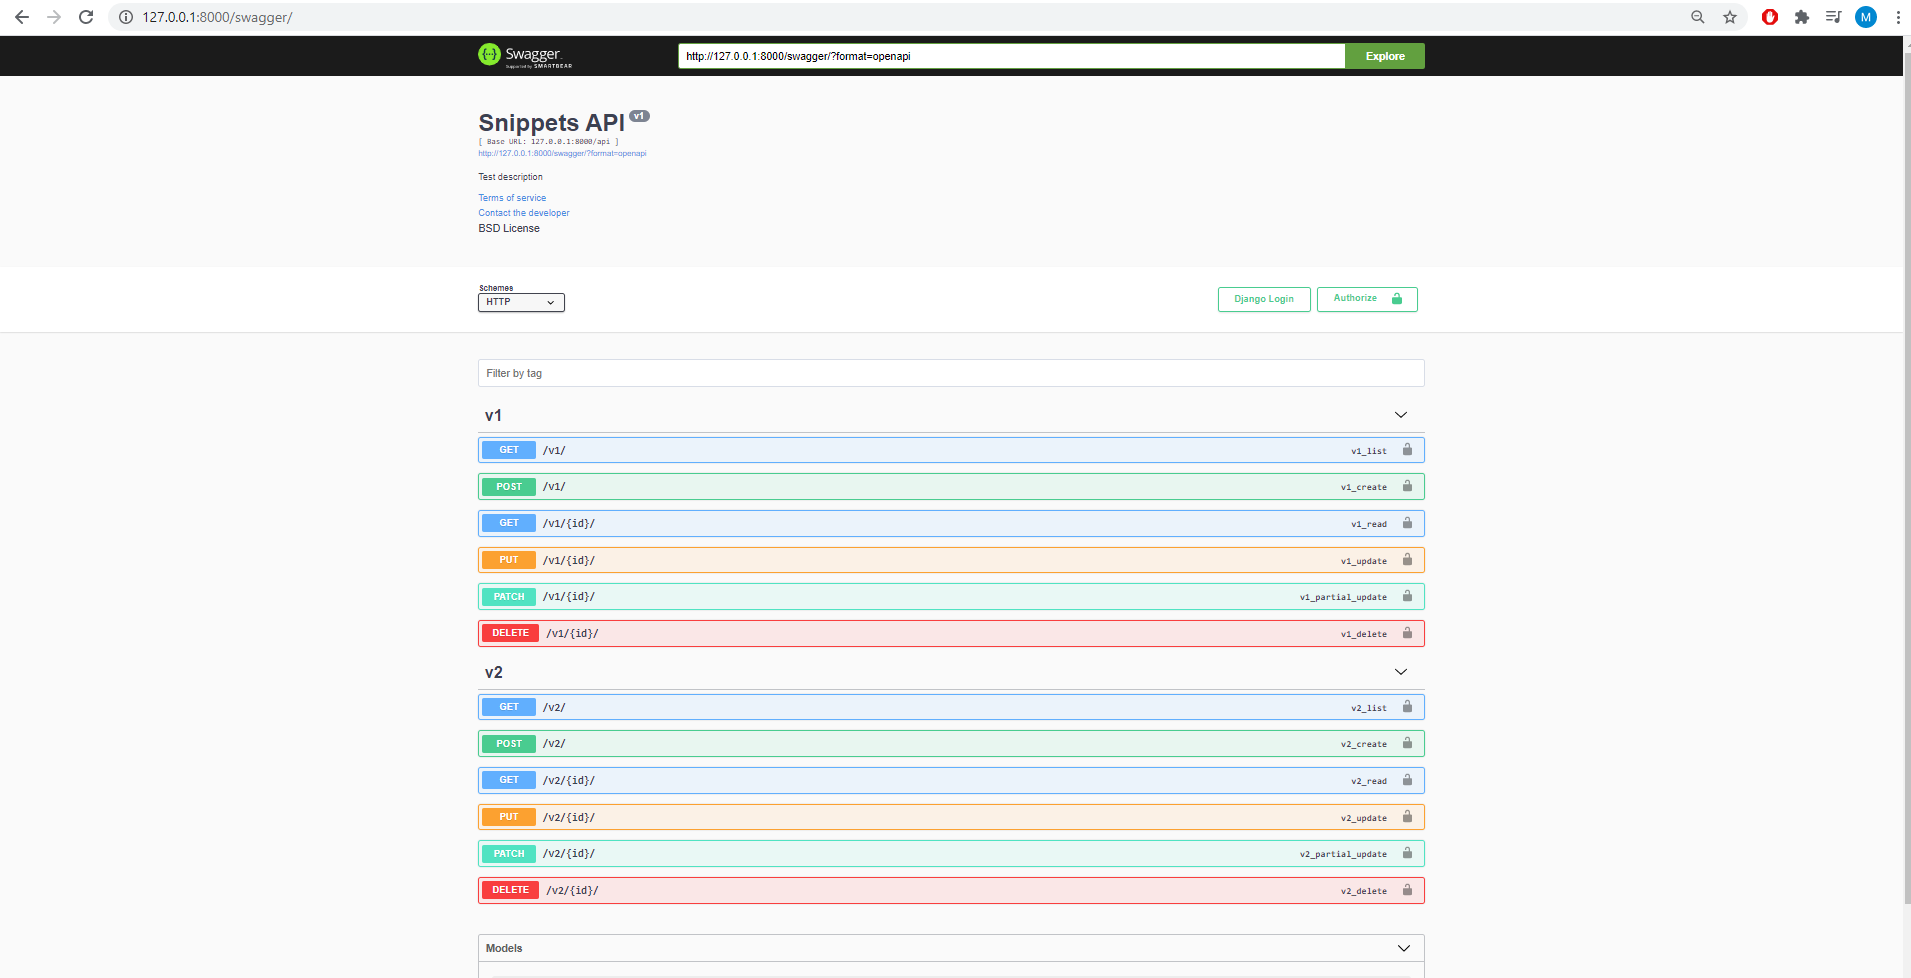 127.0.0.1:8000/swagger/
M
Swagger
Supported by SMARTBEAR
http://127.0.0.1:8000/swagger/?format=openapi
Explore
Snippets API v1
[ Base URL: 127.0.0.1:8000/api ]
http://127.0.0.1:8000/swagger/?format=openapi
Test description
Terms of service
Contact the developer
BSD License
Schemes
HTTP
Django Login
Authorize
Filter by tag
v1
GET /v1/ v1_list
POST /v1/ v1_create
GET /v1/{id}/ v1_read
PUT /v1/{id}/ v1_update
PATCH /v1/{id}/ v1_partial_update
DELETE /v1/{id}/ v1_delete
v2
GET /v2/ v2_list
POST /v2/ v2_create
GET /v2/{id}/ v2_read
PUT /v2/{id}/ v2_update
PATCH /v2/{id}/ v2_partial_update
DELETE /v2/{id}/ v2_delete
Models